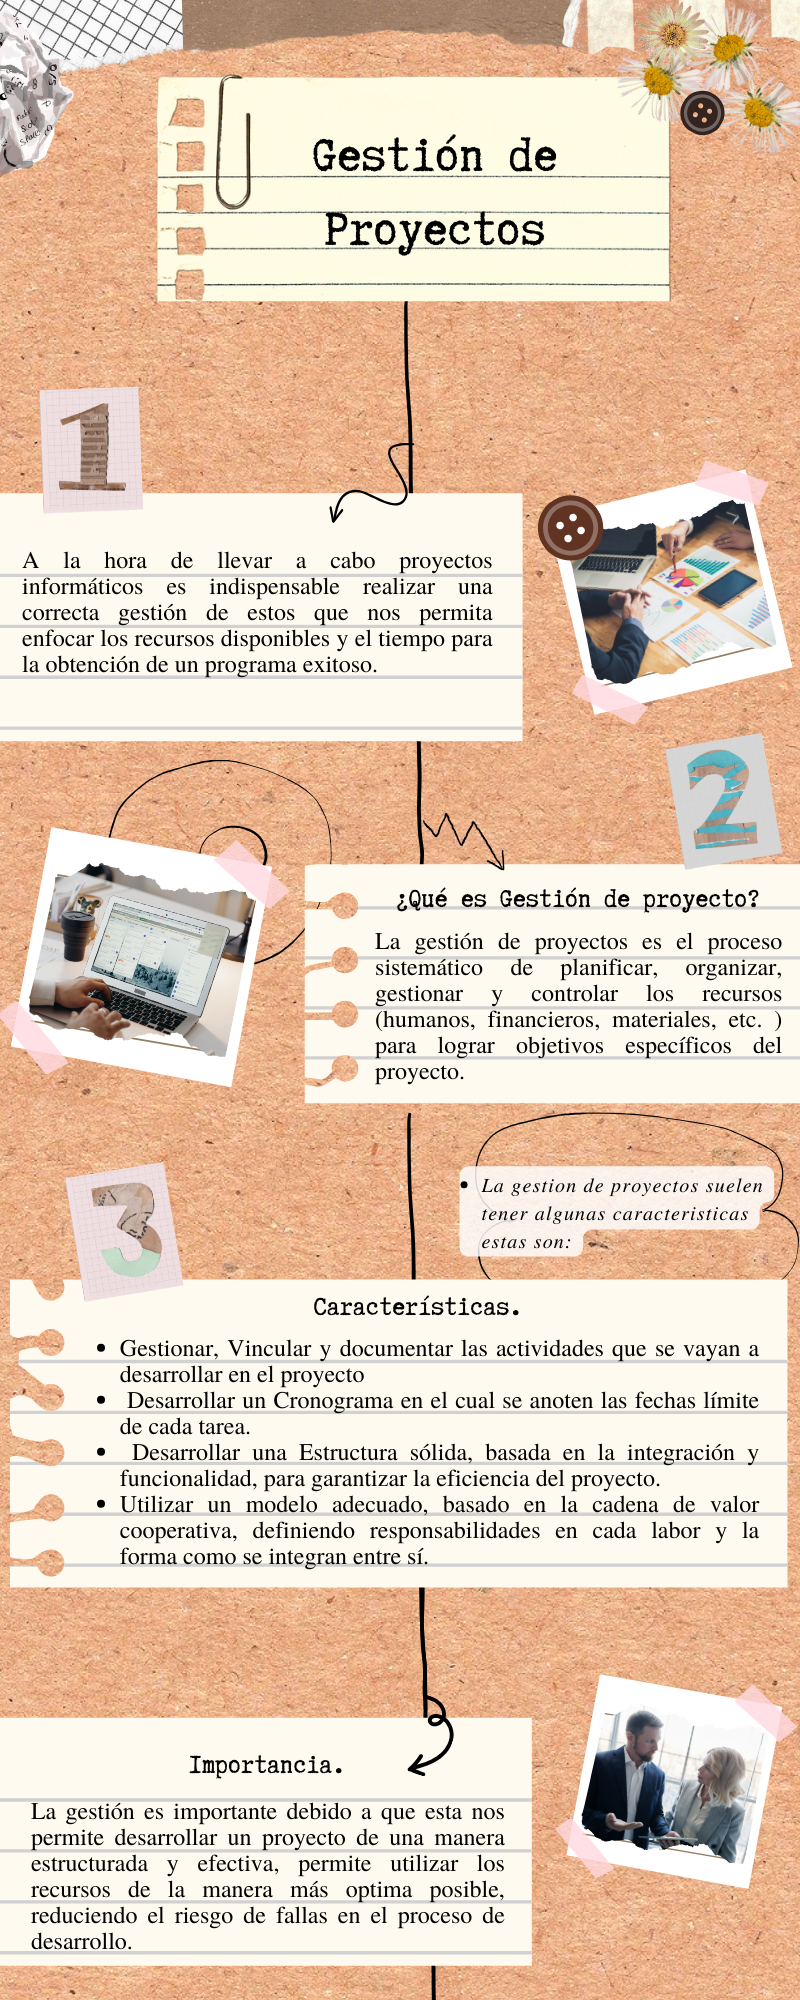 Gestión de
Proyectos
1
A la hora de llevar a cabo proyectos
informáticos es indispensable realizar una
correcta gestión de estos que nos permita
enfocar los recursos disponibles y el tiempo para
la obtención de un programa exitoso.
2
¿Qué es Gestión de proyecto?
La gestión de proyectos es el proceso
sistemático de planificar, organizar,
gestionar y controlar los recursos
(humanos, financieros, materiales, etc. )
para lograr objetivos específicos del
proyecto.
3
• La gestion de proyectos suelen
tener algunas caracteristicas
estas son:
Características.
• Gestionar, Vincular y documentar las actividades que se vayan a
desarrollar en el proyecto
• Desarrollar un Cronograma en el cual se anoten las fechas límite
de cada tarea.
• Desarrollar una Estructura sólida, basada en la integración y
funcionalidad, para garantizar la eficiencia del proyecto.
• Utilizar un modelo adecuado, basado en la cadena de valor
cooperativa, definiendo responsabilidades en cada labor y la
forma como se integran entre sí.
Importancia.
La gestión es importante debido a que esta nos
permite desarrollar un proyecto de una manera
estructurada y efectiva, permite utilizar los
recursos de la manera más optima posible,
reduciendo el riesgo de fallas en el proceso de
desarrollo.